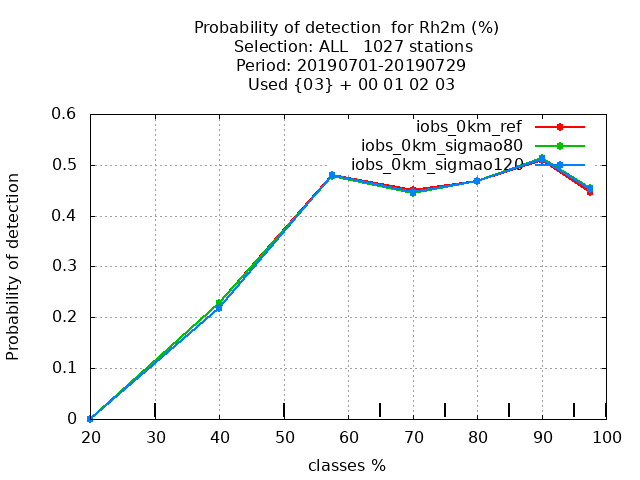 Probability of detection  for Rh2m (%)
Selection: ALL   1027 stations
Period: 20190701-20190729
Used {03} + 00 01 02 03
iobs_0km_ref
iobs_0km_sigmao80
iobs_0km_sigmao120
Probability of detection
0.6
0.5
0.4
0.3
0.2
0.1
0
20 30 40 50 60 70 80 90 100
classes %